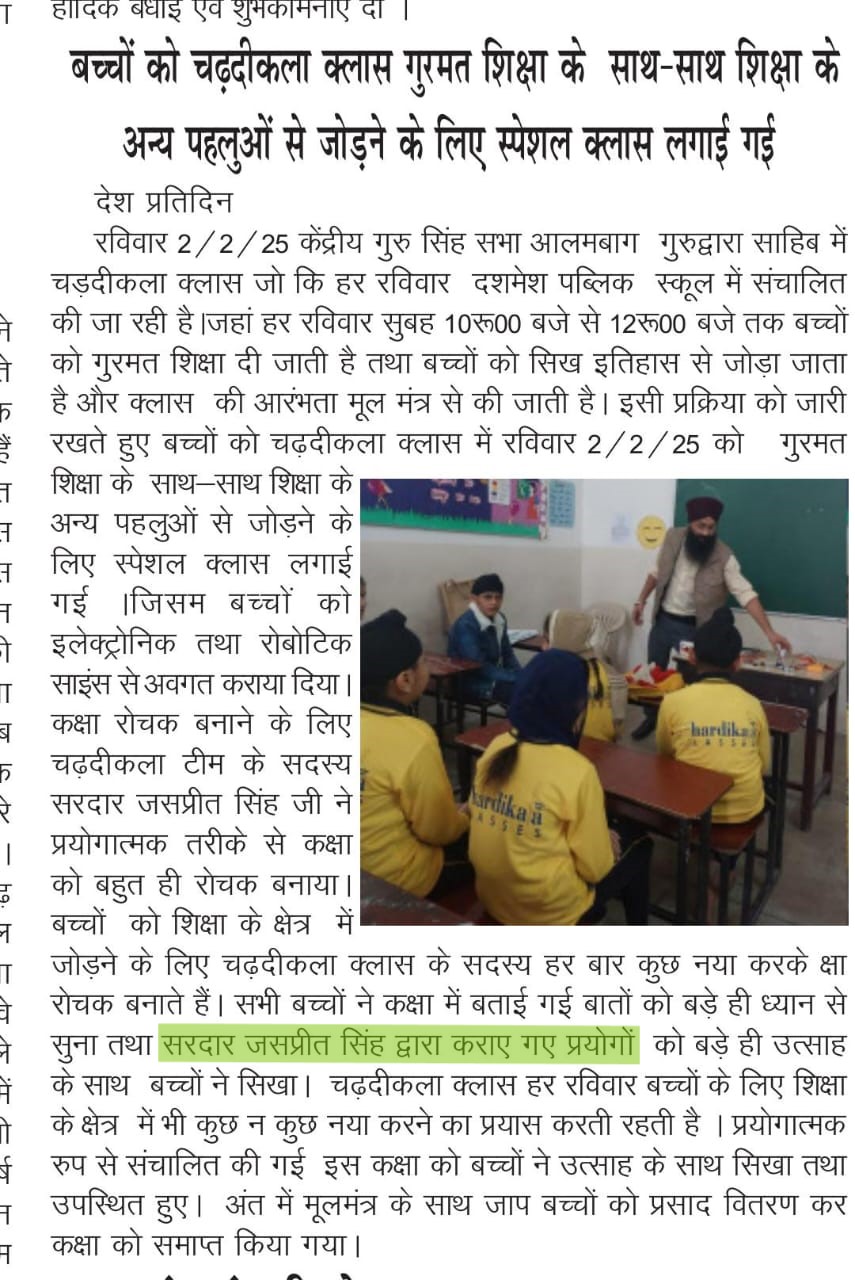 हार्दिक बधाई एवं शुभकामनाएं दी ।
बच्चों को चढ़दीकला क्लास गुरमत शिक्षा के साथ-साथ शिक्षा के
अन्य पहलुओं से जोड़ने के लिए स्पेशल क्लास लगाई गई
देश प्रतिदिन
रविवार 2/2/25 केंद्रीय गुरु सिंह सभा आलमबाग गुरुद्वारा साहिब में
चड़दीकला क्लास जो कि हर रविवार दशमेश पब्लिक स्कूल में संचालित
की जा रही है।जहां हर रविवार सुबह 10रू00 बजे से 12रू00 बजे तक बच्चों
को गुरमत शिक्षा दी जाती है तथा बच्चों को सिख इतिहास से जोड़ा जाता
है और क्लास की आरंभता मूल मंत्र से की जाती है। इसी प्रक्रिया को जारी
रखते हुए बच्चों को चढ़दीकला क्लास में रविवार 2/2/25 को गुरमत
शिक्षा के साथ–साथ शिक्षा के
अन्य पहलुओं से जोड़ने के
लिए स्पेशल क्लास लगाई
गई ।जिसम बच्चों को
इलेक्ट्रोनिक तथा रोबोटिक
साइंस से अवगत कराया दिया।
कक्षा रोचक बनाने के लिए
चढ़दीकला टीम के सदस्य
सरदार जसप्रीत सिंह जी ने
प्रयोगात्मक तरीके से कक्षा
को बहुत ही रोचक बनाया।
बच्चों को शिक्षा के क्षेत्र में
hardikaa
CLASSES
hardikaa
CLASSES
जोड़ने के लिए चढ़दीकला क्लास के सदस्य हर बार कुछ नया करके क्षा
रोचक बनाते हैं। सभी बच्चों ने कक्षा में बताई गई बातों को बड़े ही ध्यान से
सुना तथा सरदार जसप्रीत सिंह द्वारा कराए गए प्रयोगों को बड़े ही उत्साह
के साथ बच्चों ने सिखा। चढ़दीकला क्लास हर रविवार बच्चों के लिए शिक्षा
के क्षेत्र में भी कुछ न कुछ नया करने का प्रयास करती रहती है । प्रयोगात्मक
रुप से संचालित की गई इस कक्षा को बच्चों ने उत्साह के साथ सिखा तथा
उपस्थित हुए। अंत में मूलमंत्र के साथ जाप बच्चों को प्रसाद वितरण कर
कक्षा को समाप्त किया गया।